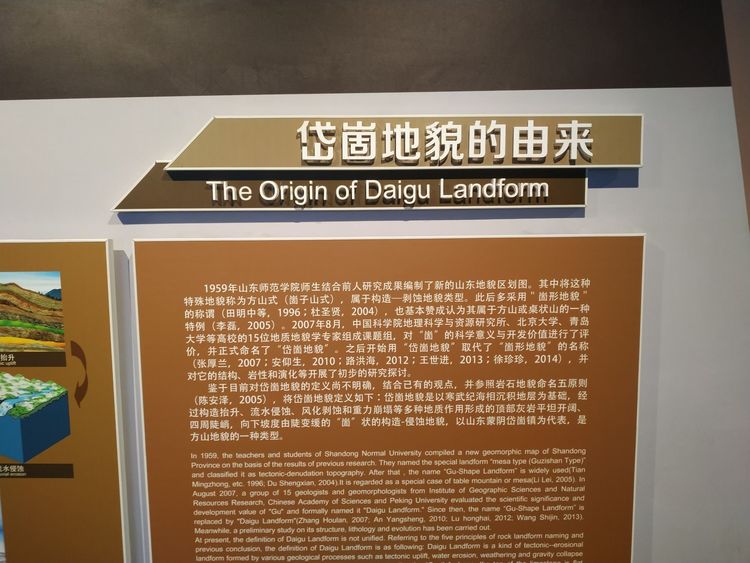 岱崮地貌的由来
The Origin of Daigu Landform
1959年山东师范学院师生结合前人研究成果编制了新的山东地貌区划图。其中将这种
特殊地貌称为方山式（崮子山式），属于构造—剥蚀地貌类型。此后多采用＂崮形地貌＂
的称谓（田明中等，1996；杜圣贤，2004），也基本赞成认为其属于方山或桌状山的一种
特例（李磊，2005）。2007年8月，中国科学院地理科学与资源研究所、北京大学、青岛
大学等高校的15位地质地貌学专家组成课题组，对“崮”的科学意义与开发价值进行了评
价，并正式命名了“岱崮地貌”。之后开始用“岱崮地貌”取代了“崮形地貌”的名称
（张厚兰，2007；安仰生，2010；路洪海，2012；王世进，2013；徐珍珍，2014），并
对它的结构、岩性和演化等开展了初步的研究探讨。
鉴于目前对岱崮地貌的定义尚不明确，结合已有的观点，并参照岩石地貌命名五原则
（陈安泽，2005），将岱崮地貌定义如下：岱崮地貌是以寒武纪海相沉积地层为基础，经
过构造抬升、流水侵蚀、风化剥蚀和重力崩塌等多种地质作用形成的顶部灰岩平坦开阔、
四周陡峭，向下坡度由陡变缓的“崮”状的构造-侵蚀地貌，以山东蒙阴岱崮镇为代表，是
方山地貌的一种类型。
In 1959, the teachers and students of Shandong Normal University compiled a new geomorphic map of Shandong
Province on the basis of the results of previous research. They named the special landform "mesa type (Guzishan Type)"
and classified it as tectonic-denudation topography. After that , the name "Gu-Shape Landform" is widely used(Tian
Mingzhong, etc. 1996; Du Shengxian, 2004).It is regarded as a special case of table mountain or mesa(Li Lei, 2005). In
August 2007, a group of 15 geologists and geomorphologists from Institute of Geographic Sciences and Natural
Resources Research, Chinese Academy of Sciences and Peking University evaluated the scientific significance and
development value of "Gu" and formally named it "Daigu Landform." Since then, the name "Gu-Shape Landform" is
replaced by "Daigu Landform"(Zhang Houlan, 2007; An Yangsheng, 2010; Lu honghai, 2012; Wang Shijin, 2013).
Meanwhile, a preliminary study on its structure, lithology and evolution has been carried out.
At present, the definition of Daigu Landform is not unified. Referring to the five principles of rock landform naming and
previous conclusion, the definition of Daigu Landform is as following: Daigu Landform is a kind of tectonic--erosional
landform formed by various geological processes such as tectonic uplift, water erosion, weathering and gravity collapse
抬升
水侵蚀